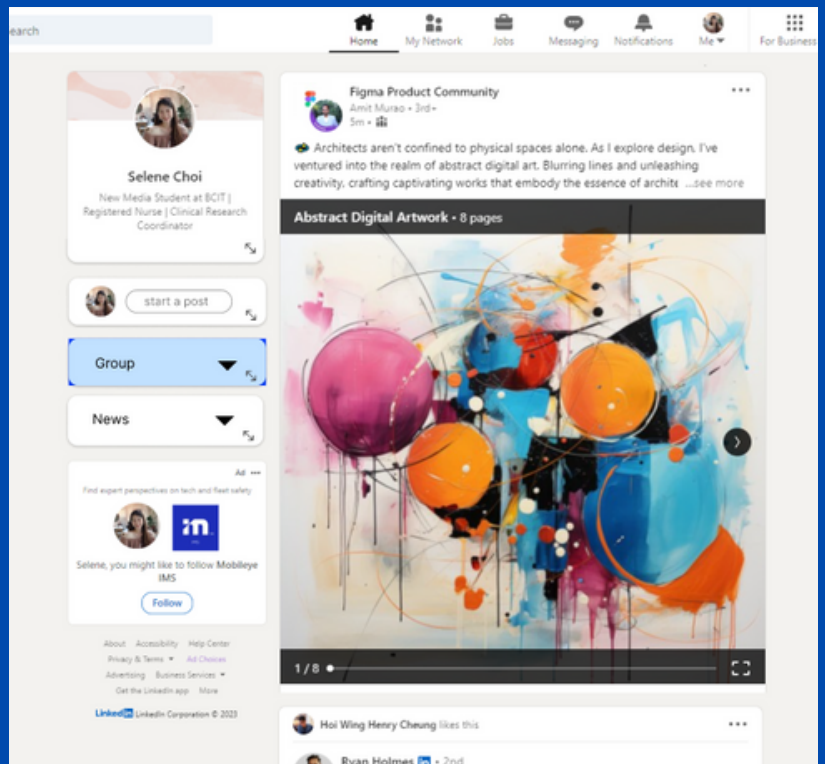 earch
Home
My Network
Jobs
Messaging
Notifications
Me
For Business
Selene Choi
New Media Student at BCIT |
Registered Nurse | Clinical Research
Coordinator
start a post
Group
News
Ad
Find expert perspectives on tech and fleet safety
Selene, you might like to follow Mobileye
IMS
Follow
About Accessibility Help Center
Privacy & Terms Ad Choices
Advertising Business Services
Get the LinkedIn app More
LinkedIn LinkedIn Corporation © 2023
Figma Product Community
Amit Murao • 3rd+
5m •
Architects aren't confined to physical spaces alone. As I explore design, I've
ventured into the realm of abstract digital art. Blurring lines and unleashing
creativity, crafting captivating works that embody the essence of archite ...see more
Abstract Digital Artwork • 8 pages
1 / 8
Hoi Wing Henry Cheung likes this
Ryan Holmes in • 2nd